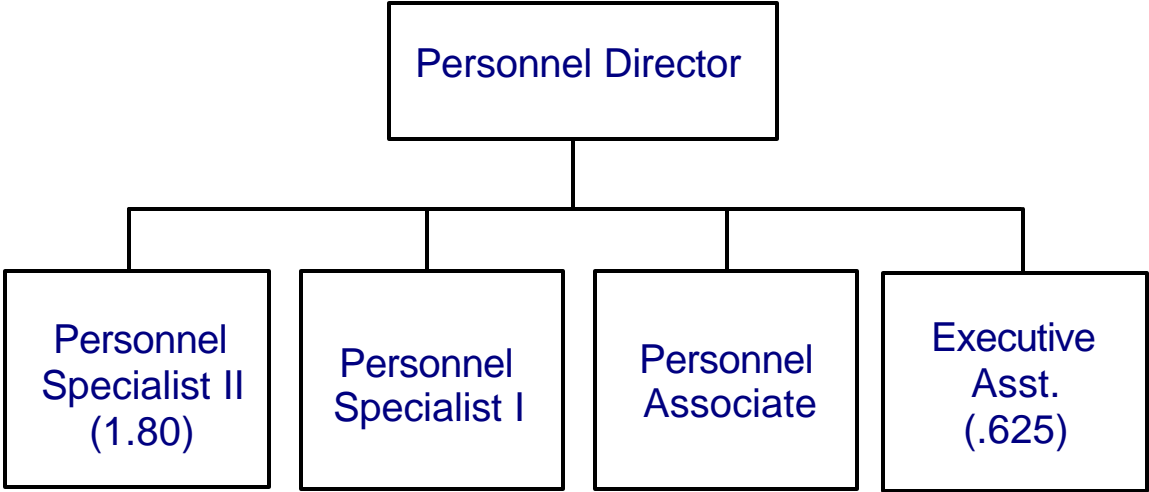 Personnel Director
Personnel
Specialist II
(1.80)
Personnel
Specialist I
Personnel
Associate
Executive
Asst.
(.625)